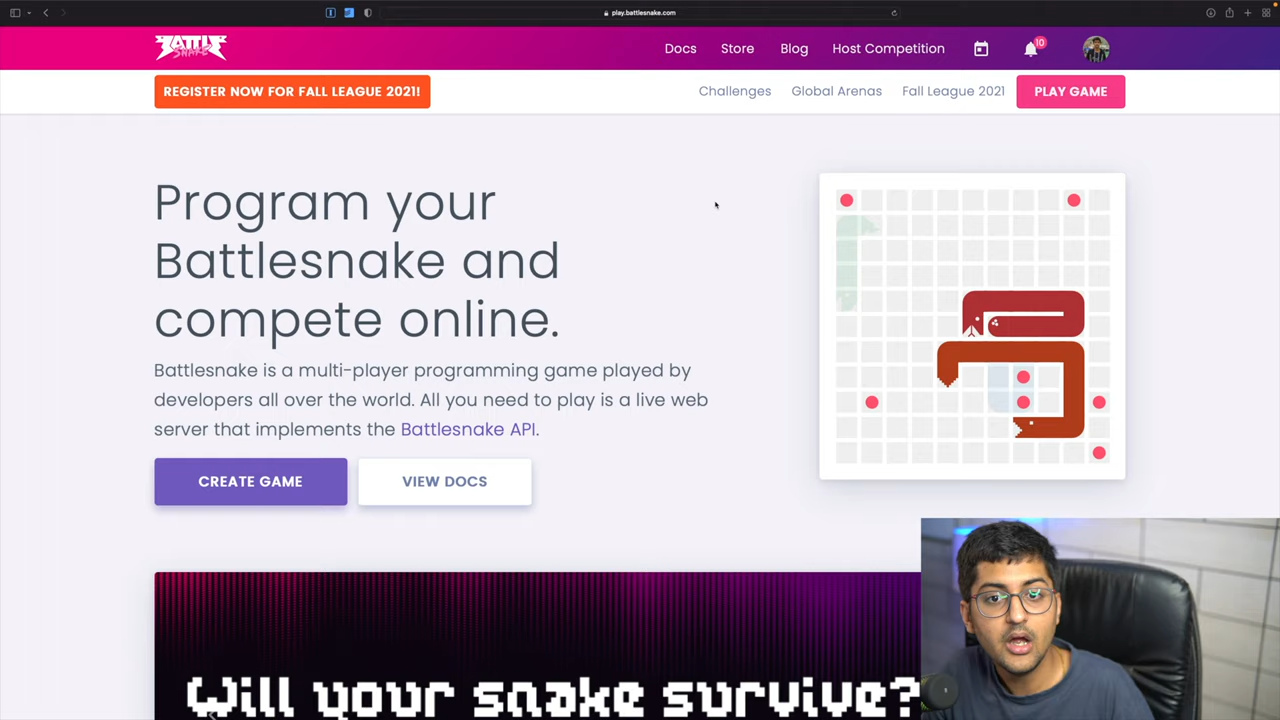 play.battlesnake.com
BATTLE
SNAKE
Docs
Store
Blog
Host Competition
10
REGISTER NOW FOR FALL LEAGUE 2021!
Challenges
Global Arenas
Fall League 2021
PLAY GAME
Program your
Battlesnake and
compete online.
Battlesnake is a multi-player programming game played by
developers all over the world. All you need to play is a live web
server that implements the Battlesnake API.
CREATE GAME
VIEW DOCS
Will your snake survive?